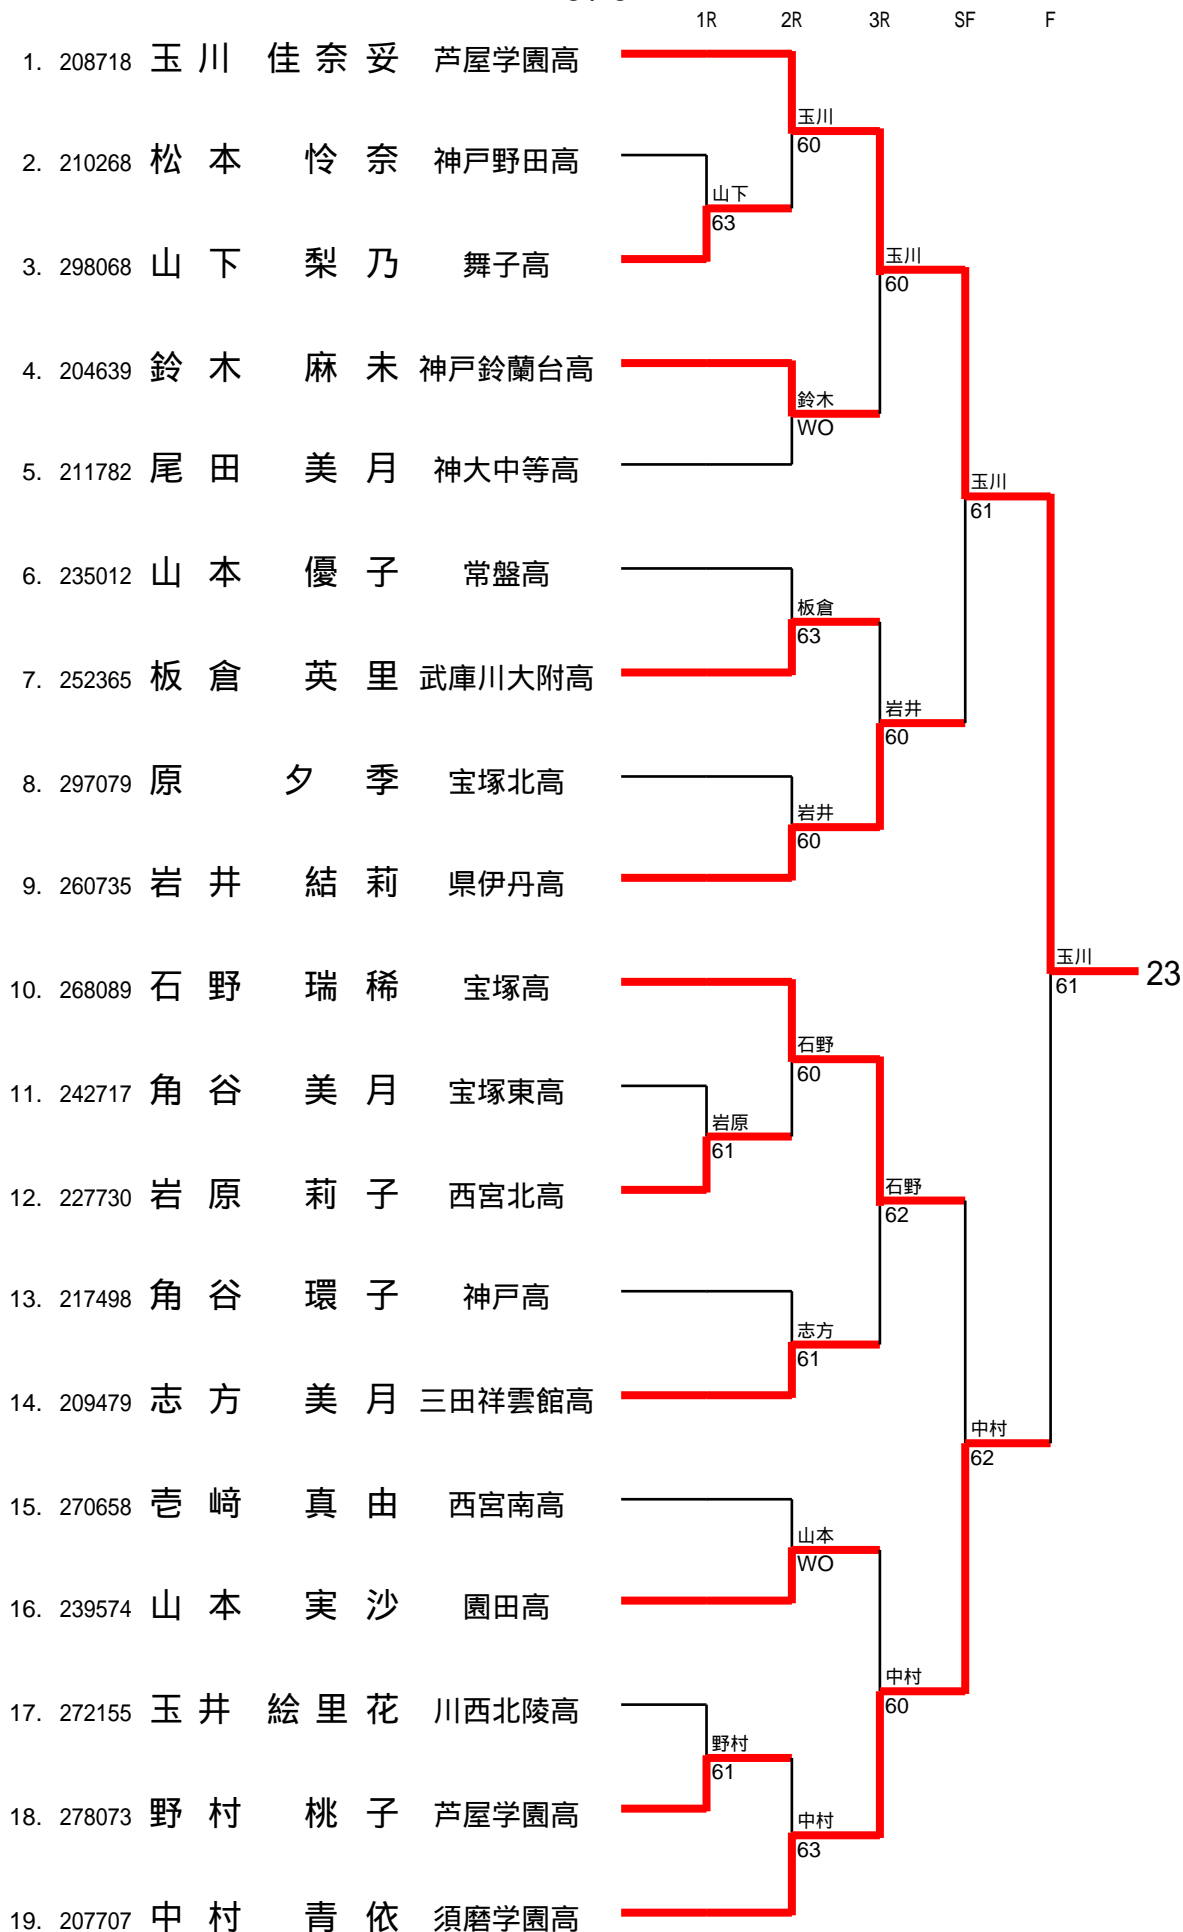 1R 2R 3R SF F
1. 208718 玉川 佳奈妥 芦屋学園高
玉川
60
2. 210268 松本 怜奈 神戸野田高
山下
63
3. 298068 山下 梨乃 舞子高
玉川
60
4. 204639 鈴木 麻未 神戸鈴蘭台高
鈴木
WO
5. 211782 尾田 美月 神大中等高
玉川
61
6. 235012 山本 優子 常盤高
板倉
63
7. 252365 板倉 英里 武庫川大附高
岩井
60
8. 297079 原 夕季 宝塚北高
岩井
60
9. 260735 岩井 結莉 県伊丹高
玉川
61
23
10. 268089 石野 瑞稀 宝塚高
石野
60
11. 242717 角谷 美月 宝塚東高
岩原
61
12. 227730 岩原 莉子 西宮北高
石野
62
13. 217498 角谷 環子 神戸高
志方
61
14. 209479 志方 美月 三田祥雲館高
中村
62
15. 270658 壱﨑 真由 西宮南高
山本
WO
16. 239574 山本 実沙 園田高
中村
60
17. 272155 玉井 絵里花 川西北陵高
野村
61
18. 278073 野村 桃子 芦屋学園高
中村
63
19. 207707 中村 青依 須磨学園高